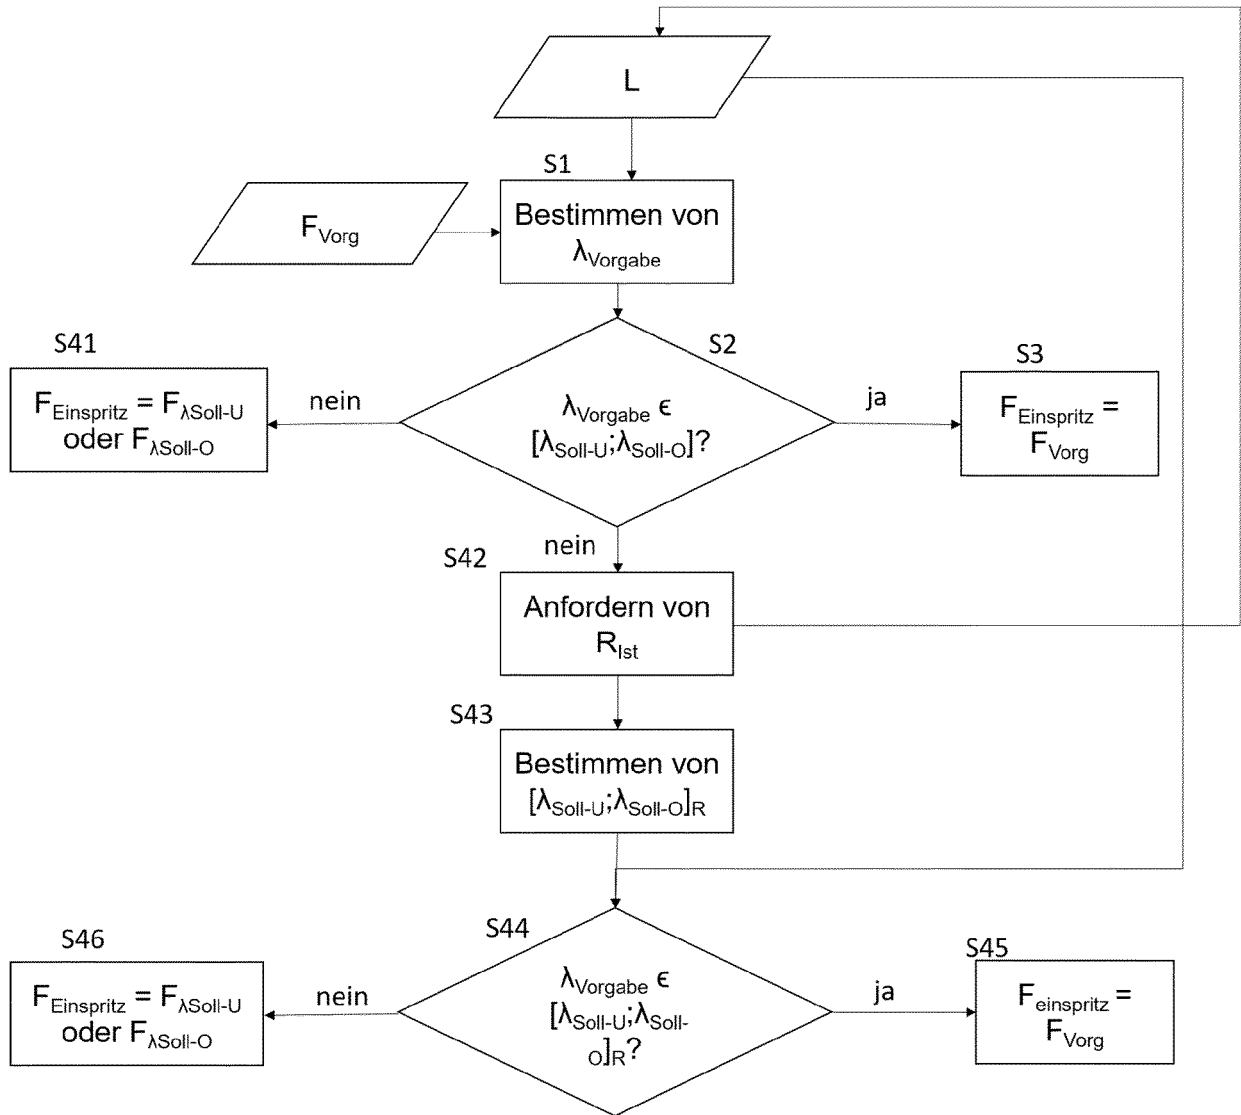 L
S1
Bestimmen von
λVorgabe
FVorg
S2
λVorgabe ϵ
[λSoll-U;λSoll-O]?
S41
FEinspritz = FλSoll-U
oder FλSoll-O
nein
ja
S3
FEinspritz =
FVorg
nein
S42
Anfordern von
RIst
S43
Bestimmen von
[λSoll-U;λSoll-O]R
S44
λVorgabe ϵ
[λSoll-U;λSoll-
O]R?
S46
FEinspritz = FλSoll-U
oder FλSoll-O
nein
ja
S45
Feinspritz =
FVorg